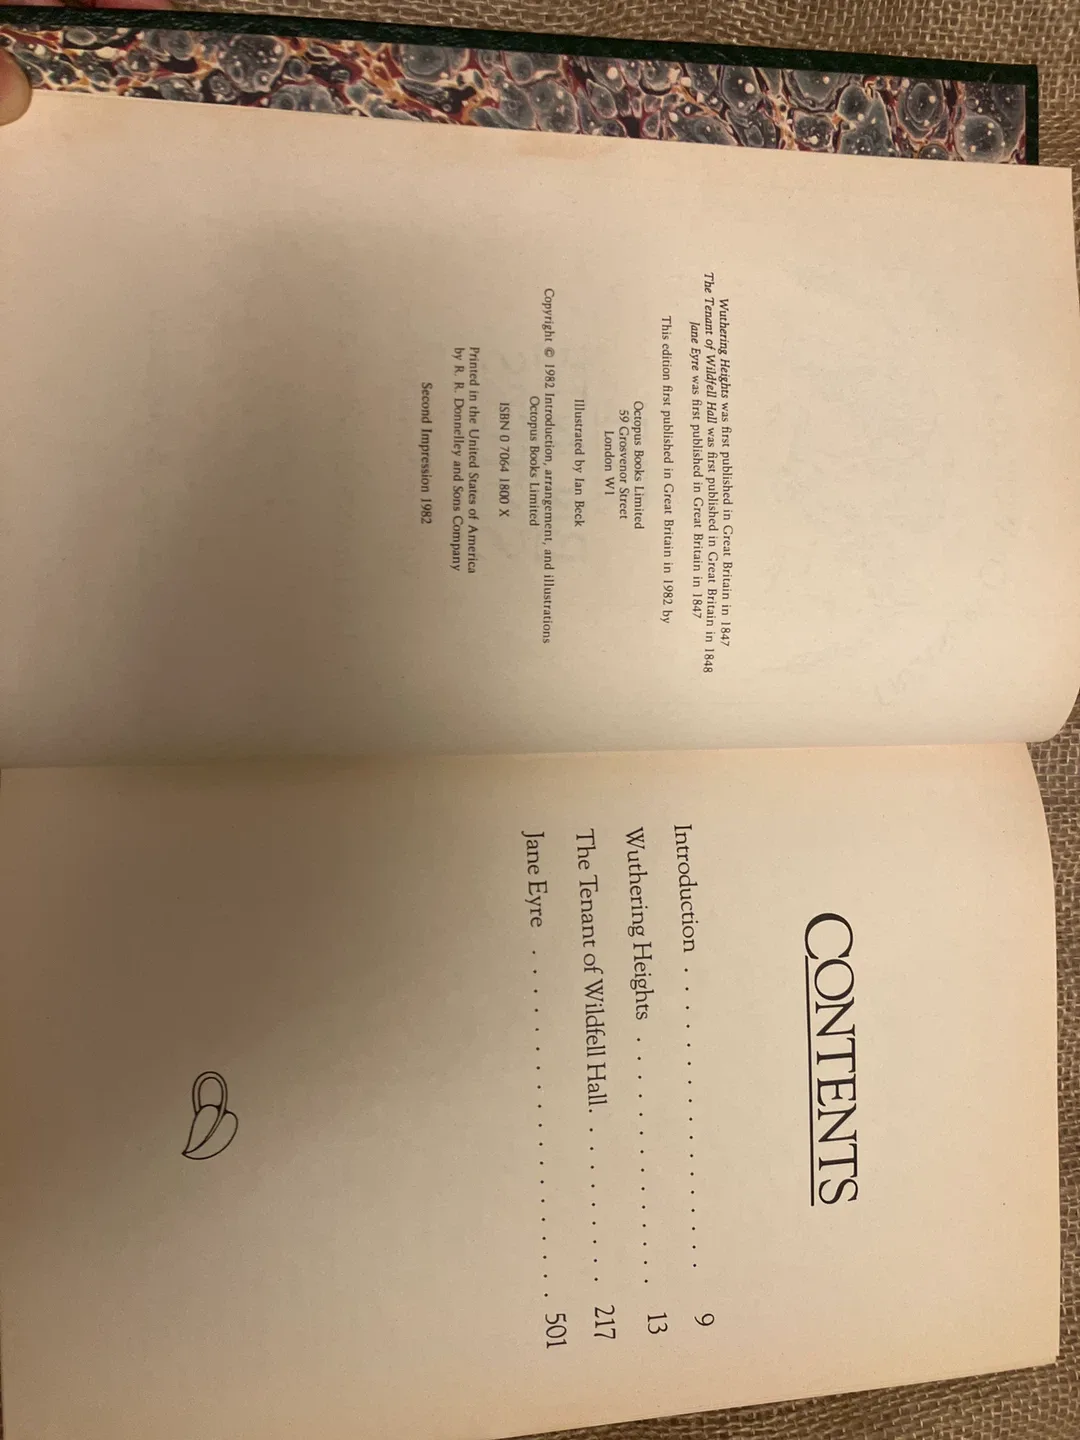 Wuthering Heights was first published in Great Britain in 1847
The Tenant of Wildfell Hall was first published in Great Britain in 1848
Jane Eyre was first published in Great Britain in 1847
This edition first published in Great Britain in 1982 by
Octopus Books Limited
59 Grosvenor Street
London W1
Illustrated by Ian Beck
Copyright © 1982 Introduction, arrangement, and illustrations
Octopus Books Limited
ISBN 0 7064 1800 X
Printed in the United States of America
by R. R. Donnelley and Sons Company
Second Impression 1982
CONTENTS
Introduction . . . . . . . . . . . . . 9
Wuthering Heights . . . . . . . . . . 13
The Tenant of Wildfell Hall. . . . . . . . 217
Jane Eyre . . . . . . . . . . . . . . 501